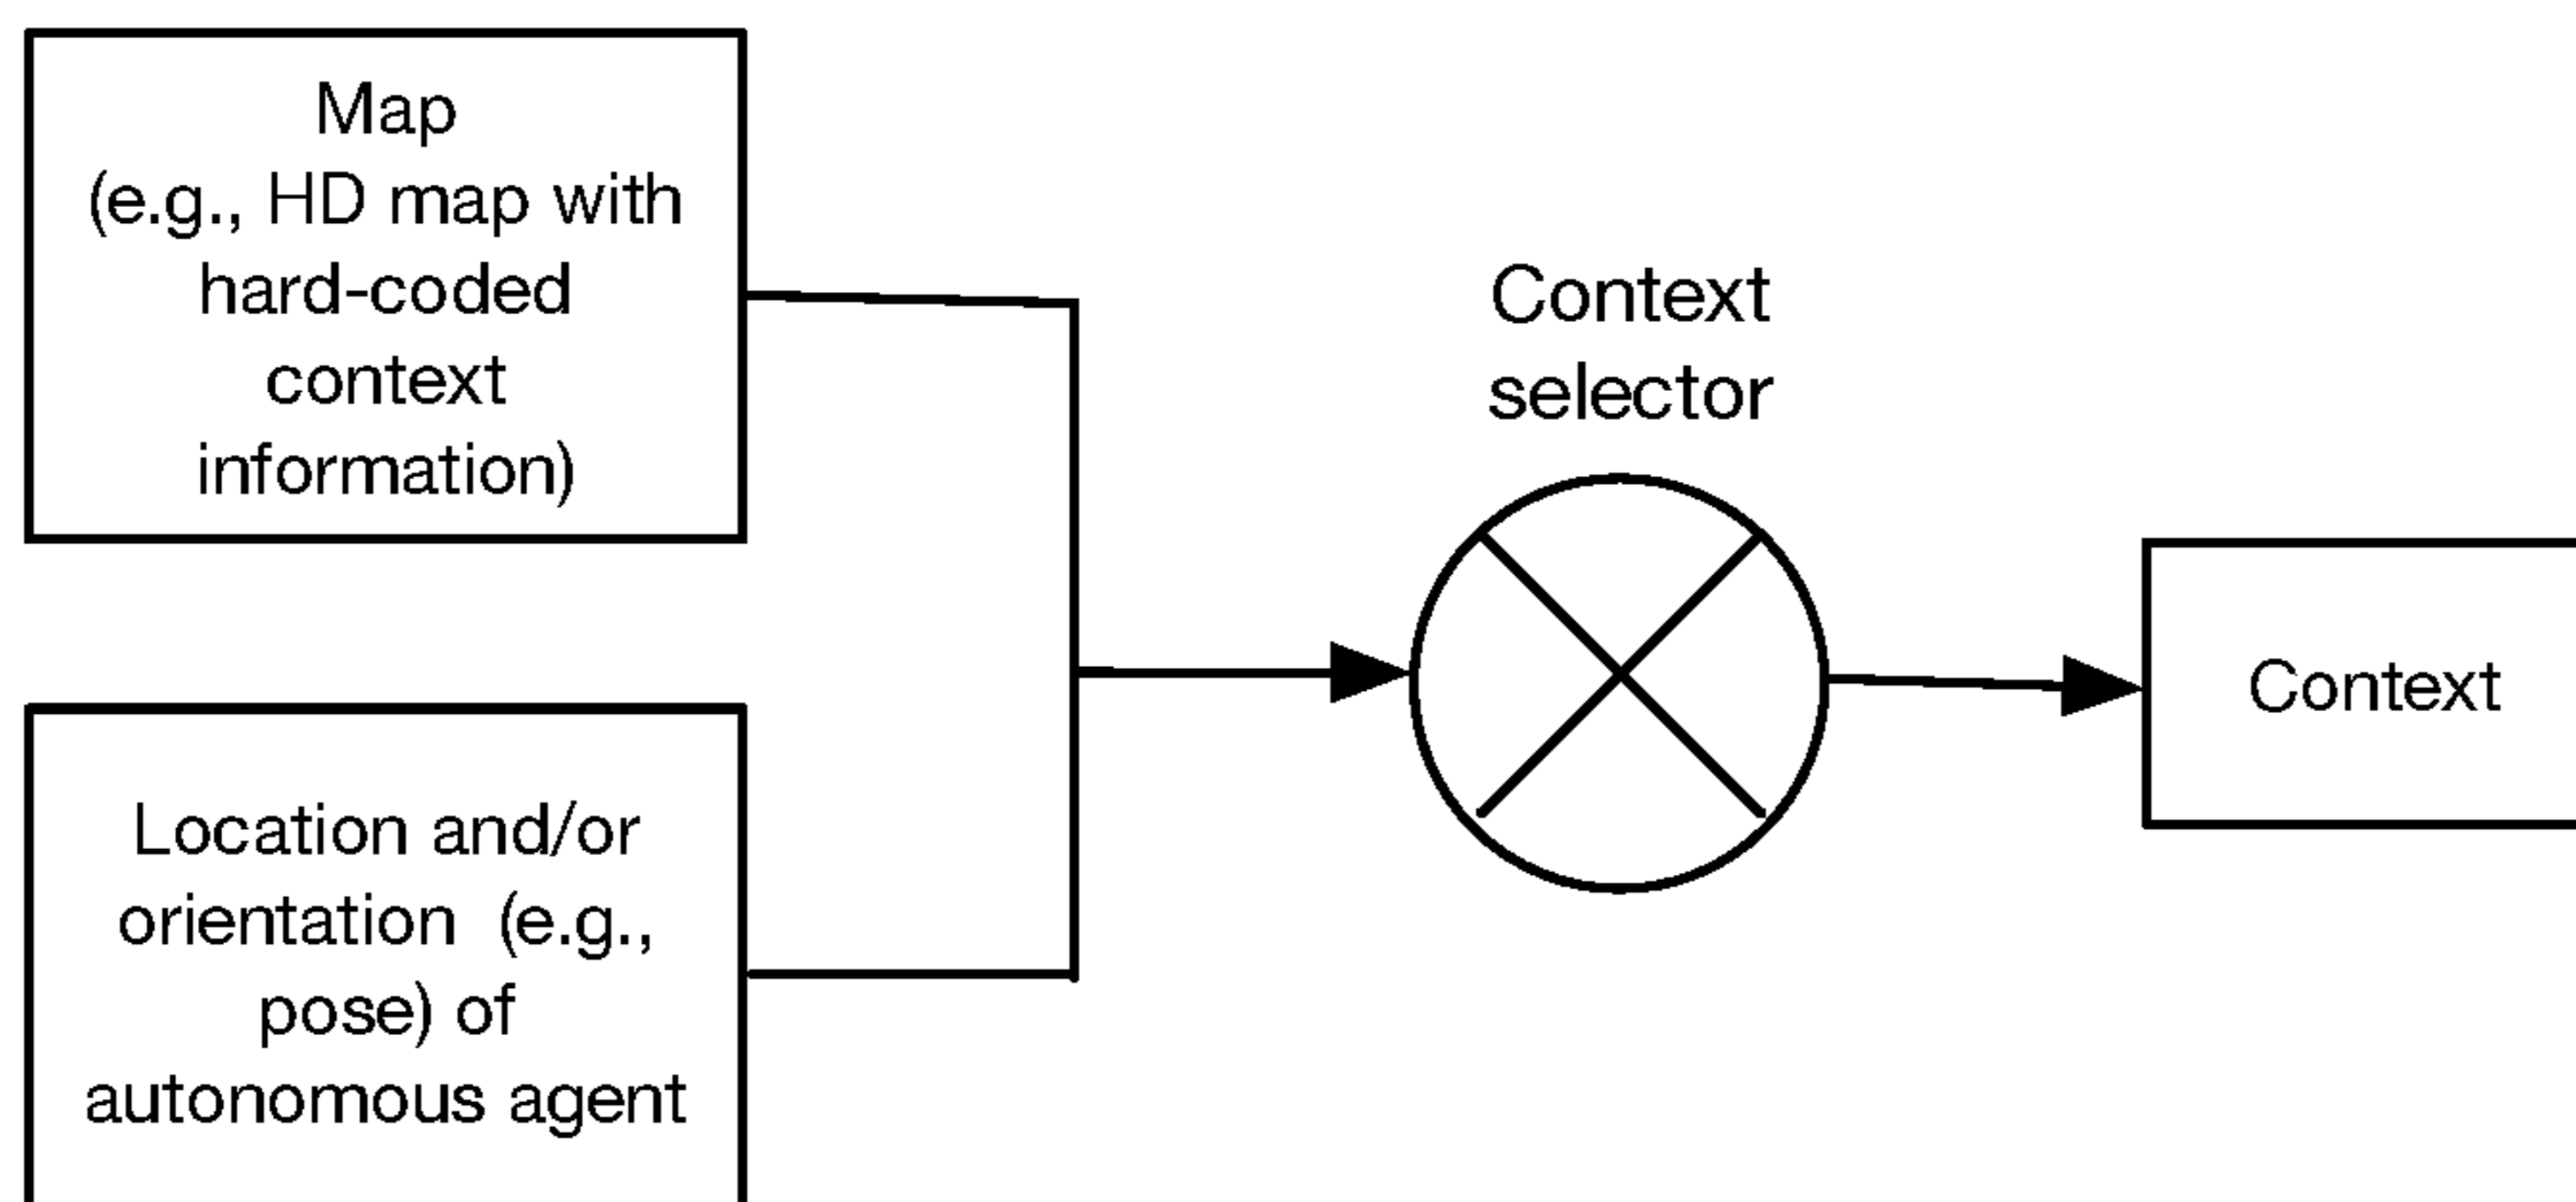 Map
(e.g., HD map with
hard-coded
context
information)
Context
selector
Context
Location and/or
orientation  (e.g.,
pose) of
autonomous agent